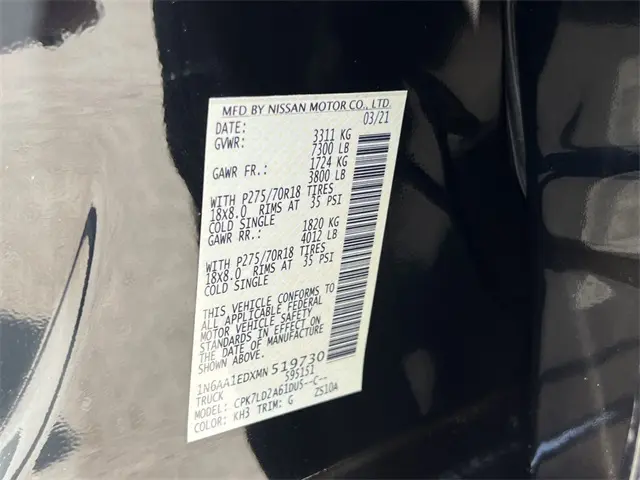 MFD BY NISSAN MOTOR CO., LTD.
DATE: 03/21
GVWR: 3311 KG
7300 LB
GAWR FR.: 1724 KG
3800 LB
WITH P275/70R18 TIRES
18X8.0 RIMS AT 35 PSI
COLD SINGLE
GAWR RR.: 1820 KG
4012 LB
WITH P275/70R18 TIRES
18X8.0 RIMS AT 35 PSI
COLD SINGLE
THIS VEHICLE CONFORMS TO
ALL APPLICABLE FEDERAL
MOTOR VEHICLE SAFETY
STANDARDS IN EFFECT ON
THE DATE OF MANUFACTURE
SHOWN ABOVE.
1N6AA1EDXMN519730
TRUCK 595151
MODEL: CPK7LD2A61DUS--C--
COLOR: KH3 TRIM: G ZS10A